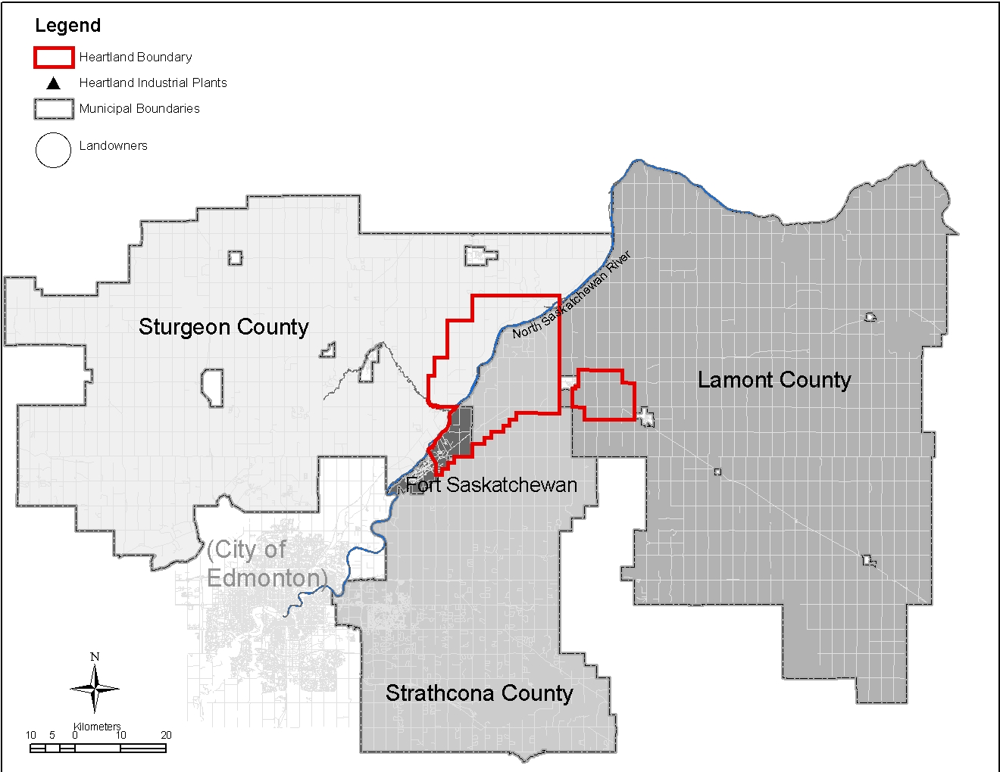 Legend
Heartland Boundary
Heartland Industrial Plants
Municipal Boundaries
Landowners
North Saskatchewan River
Sturgeon County
Lamont County
Fort Saskatchewan
(City of
Edmonton)
Strathcona County
N
Kilometers
10 5 0 10 20